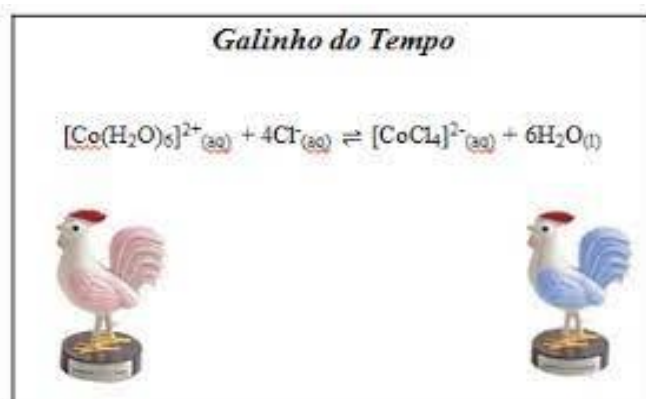 Galinho do Tempo
[Co(H₂O)₆]²⁺(aq) + 4Cl⁻(aq) ⇌ [CoCl₄]²⁻(aq) + 6H₂O(l)